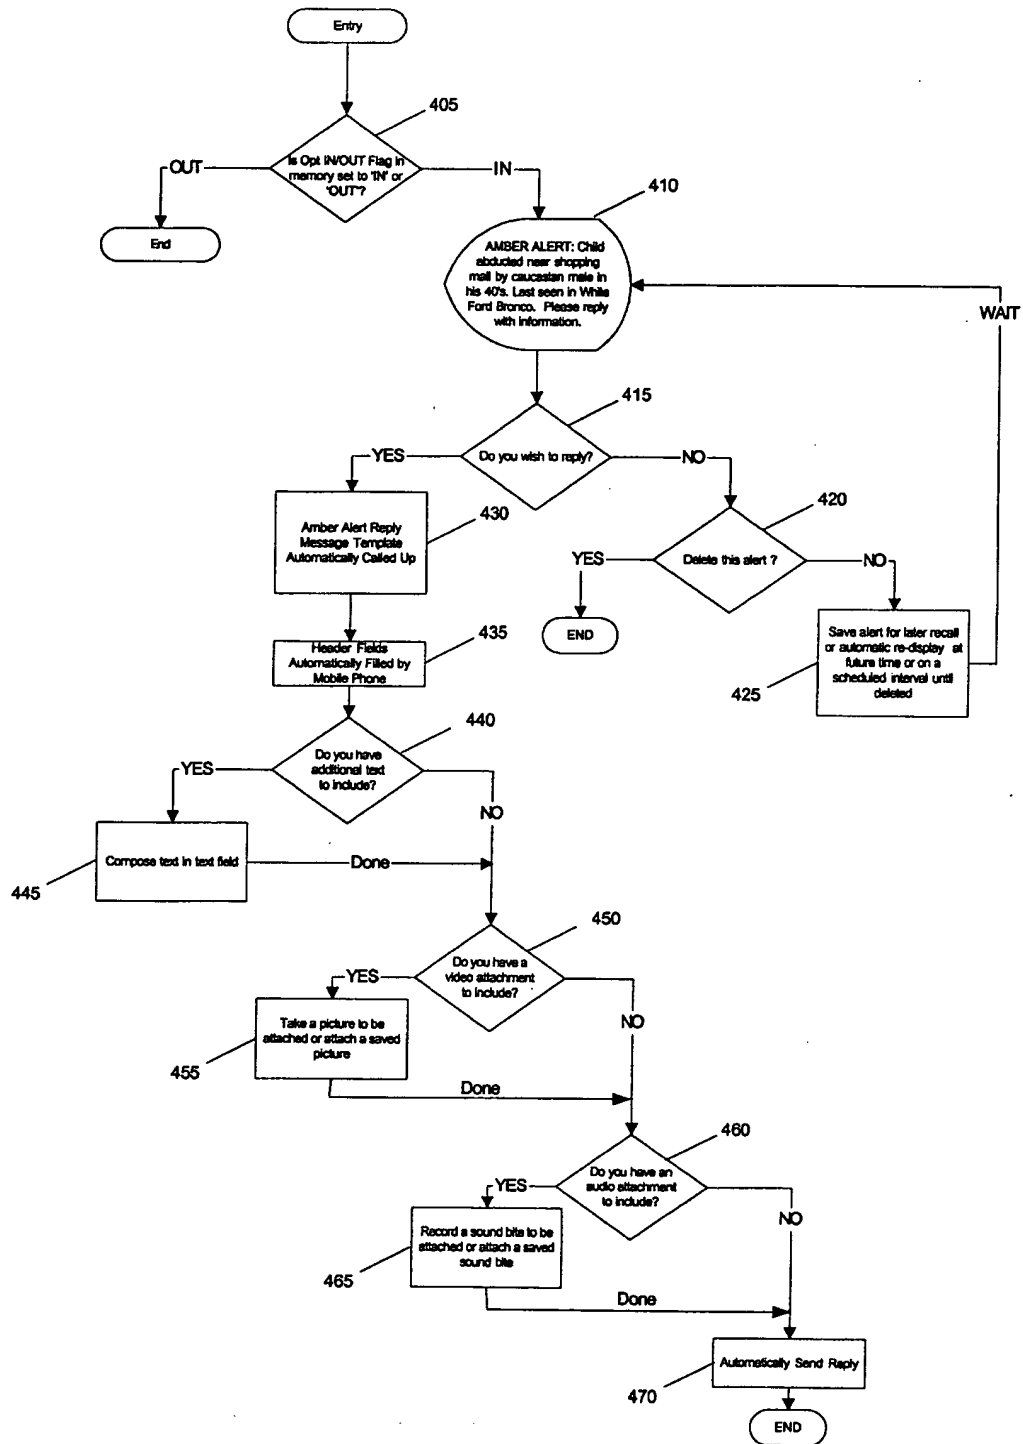 Entry
405
Is Opt IN/OUT Flag in
memory set to 'IN' or
'OUT'?
OUT
IN
End
410
AMBER ALERT: Child
abducted near shopping
mall by caucasian male in
his 40's. Last seen in White
Ford Bronco. Please reply
with information.
WAIT
415
Do you wish to reply?
YES
NO
430
Amber Alert Reply
Message Template
Automatically Called Up
420
Delete this alert ?
YES
NO
END
425
Save alert for later recall
or automatic re-display at
future time or on a
scheduled interval until
deleted
435
Header Fields
Automatically Filled by
Mobile Phone
440
Do you have
additional text
to include?
YES
NO
445
Compose text in text field
Done
450
Do you have a
video attachment
to include?
YES
NO
455
Take a picture to be
attached or attach a saved
picture
Done
460
Do you have an
audio attachment
to include?
YES
NO
465
Record a sound bite to be
attached or attach a saved
sound bite
Done
470
Automatically Send Reply
END